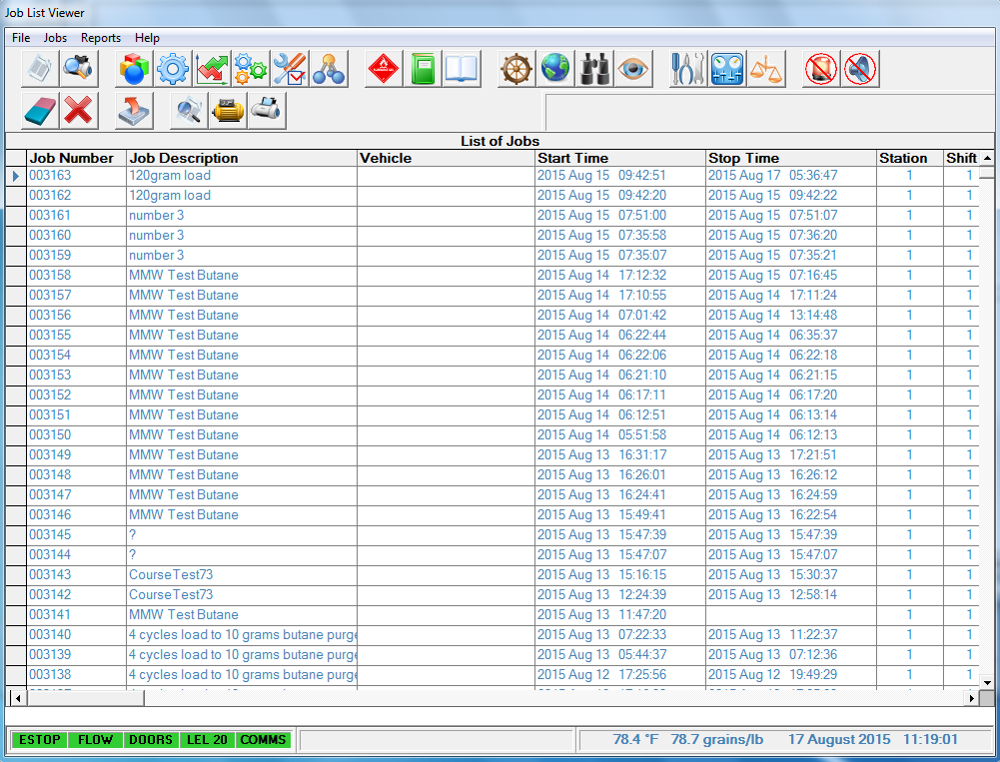 Job List Viewer
File Jobs Reports Help
List of Jobs
Job Number Job Description Vehicle Start Time Stop Time Station Shift
003163 120gram load 2015 Aug 15 09:42:51 2015 Aug 17 05:36:47 1 1
003162 120gram load 2015 Aug 15 09:42:20 2015 Aug 15 09:42:22 1 1
003161 number 3 2015 Aug 15 07:51:00 2015 Aug 15 07:51:07 1 1
003160 number 3 2015 Aug 15 07:35:58 2015 Aug 15 07:36:20 1 1
003159 number 3 2015 Aug 15 07:35:07 2015 Aug 15 07:35:21 1 1
003158 MMW Test Butane 2015 Aug 14 17:12:32 2015 Aug 15 07:16:45 1 1
003157 MMW Test Butane 2015 Aug 14 17:10:55 2015 Aug 14 17:11:24 1 1
003156 MMW Test Butane 2015 Aug 14 07:01:42 2015 Aug 14 13:14:48 1 1
003155 MMW Test Butane 2015 Aug 14 06:22:44 2015 Aug 14 06:35:37 1 1
003154 MMW Test Butane 2015 Aug 14 06:22:06 2015 Aug 14 06:22:18 1 1
003153 MMW Test Butane 2015 Aug 14 06:21:10 2015 Aug 14 06:21:15 1 1
003152 MMW Test Butane 2015 Aug 14 06:17:11 2015 Aug 14 06:17:20 1 1
003151 MMW Test Butane 2015 Aug 14 06:12:51 2015 Aug 14 06:13:14 1 1
003150 MMW Test Butane 2015 Aug 14 05:51:58 2015 Aug 14 06:12:13 1 1
003149 MMW Test Butane 2015 Aug 13 16:31:17 2015 Aug 13 17:21:51 1 1
003148 MMW Test Butane 2015 Aug 13 16:26:01 2015 Aug 13 16:26:12 1 1
003147 MMW Test Butane 2015 Aug 13 16:24:41 2015 Aug 13 16:24:59 1 1
003146 MMW Test Butane 2015 Aug 13 15:49:41 2015 Aug 13 16:22:54 1 1
003145 ? 2015 Aug 13 15:47:39 2015 Aug 13 15:47:39 1 1
003144 ? 2015 Aug 13 15:47:07 2015 Aug 13 15:47:07 1 1
003143 CourseTest73 2015 Aug 13 15:16:15 2015 Aug 13 15:30:37 1 1
003142 CourseTest73 2015 Aug 13 12:24:39 2015 Aug 13 12:58:14 1 1
003141 MMW Test Butane 2015 Aug 13 11:47:20 1 1
003140 4 cycles load to 10 grams butane purge 2015 Aug 13 07:22:33 2015 Aug 13 11:22:37 1 1
003139 4 cycles load to 10 grams butane purge 2015 Aug 13 05:44:37 2015 Aug 13 07:12:36 1 1
003138 4 cycles load to 10 grams butane purge 2015 Aug 12 17:25:56 2015 Aug 12 19:49:29 1 1
ESTOP FLOW DOORS LEL 20 COMMS 78.4 °F 78.7 grains/lb 17 August 2015 11:19:01